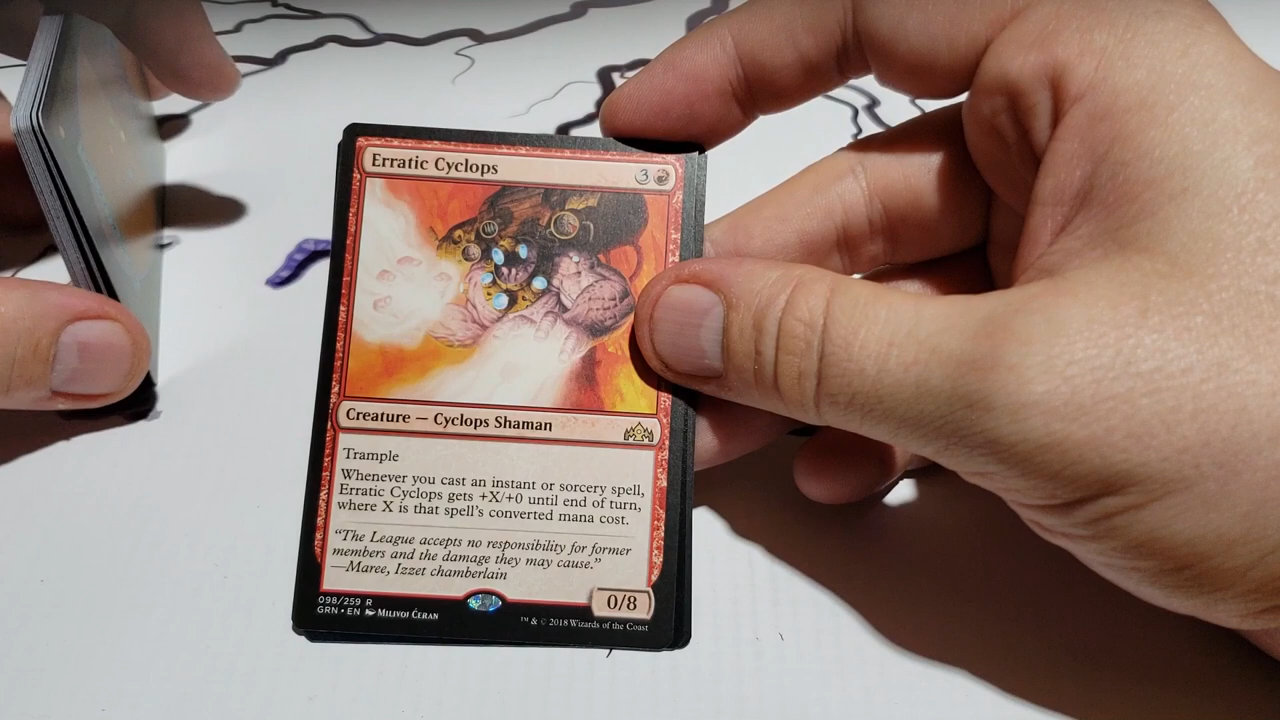 Erratic Cyclops 3
Creature — Cyclops Shaman
Trample
Whenever you cast an instant or sorcery spell,
Erratic Cyclops gets +X/+0 until end of turn,
where X is that spell's converted mana cost.
"The League accepts no responsibility for former
members and the damage they may cause."
—Maree, Izzet chamberlain
0/8
098/259 R
GRN • EN Milivoj Ćeran
™ & © 2018 Wizards of the Coast